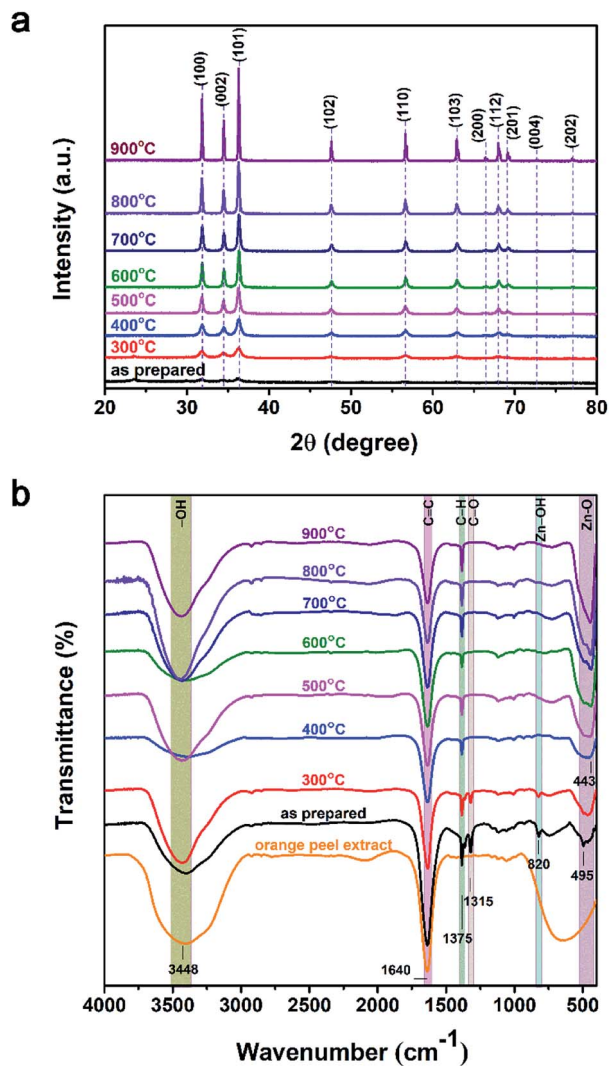 a
(100)
(002)
(101)
(102)
(110)
(103)
(200)
(112)
(201)
(004)
(202)
900°C
800°C
700°C
600°C
500°C
400°C
300°C
as prepared
Intensity (a.u.)
20 30 40 50 60 70 80
2θ (degree)
b
–OH
C=C
C–H
C–O
Zn–OH
Zn-O
900°C
800°C
700°C
600°C
500°C
400°C
300°C
as prepared
orange peel extract
443
495
820
1315
1375
1640
3448
Transmittance (%)
4000 3500 3000 2500 2000 1500 1000 500
Wavenumber (cm⁻¹)